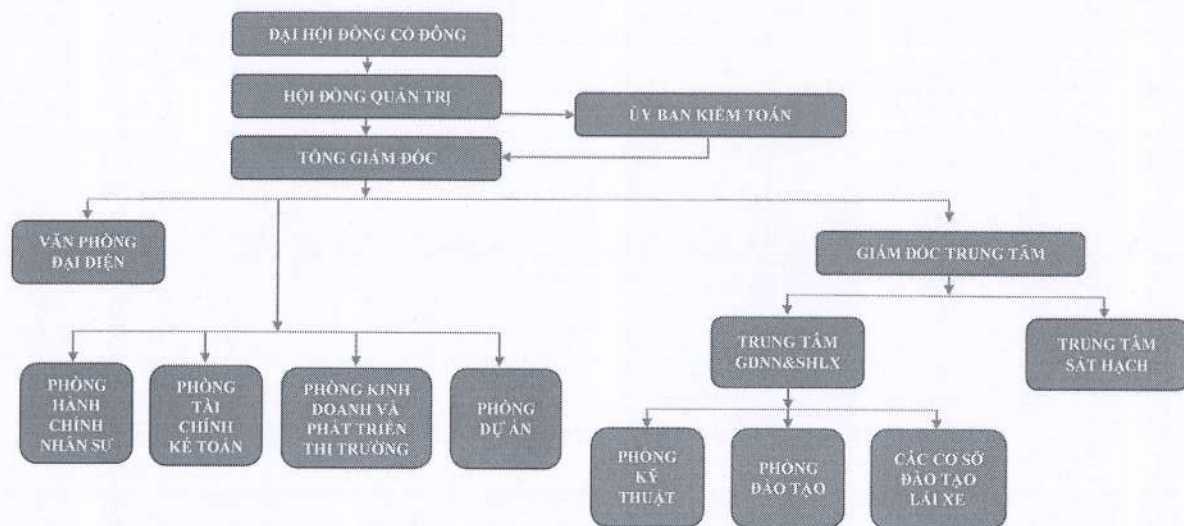 ĐẠI HỘI ĐỒNG CỔ ĐÔNG
HỘI ĐỒNG QUẢN TRỊ
ỦY BAN KIỂM TOÁN
TỔNG GIÁM ĐỐC
VĂN PHÒNG
ĐẠI DIỆN
GIÁM ĐỐC TRUNG TÂM
TRUNG TÂM
GDNN&SHLX
TRUNG TÂM
SÁT HẠCH
PHÒNG
HÀNH
CHÍNH
NHÂN SỰ
PHÒNG
TÀI
CHÍNH
KẾ TOÁN
PHÒNG KINH
DOANH VÀ
PHÁT TRIỂN
THỊ TRƯỜNG
PHÒNG
DỰ ÁN
PHÒNG
KỸ
THUẬT
PHÒNG
ĐÀO TẠO
CÁC CƠ SỞ
ĐÀO TẠO
LÁI XE